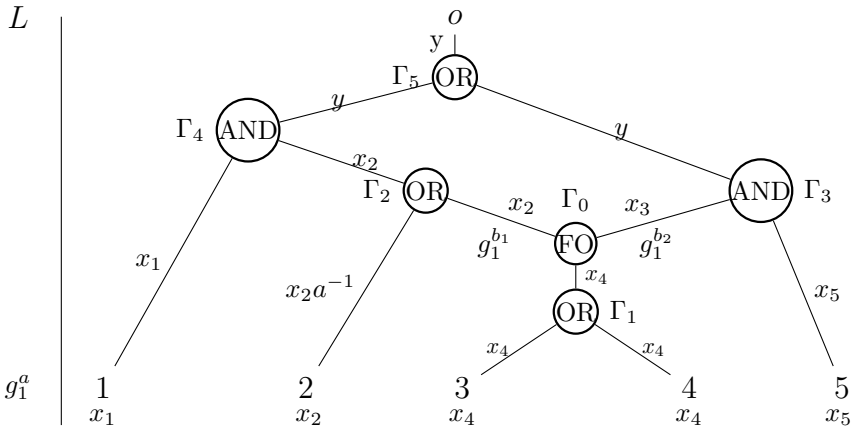 L o
y
Γ₅ OR
y y
Γ₄ AND
x₂
Γ₂ OR x₂ Γ₀ x₃ AND Γ₃
g₁^{b₁} FO g₁^{b₂}
x₁ x₂a⁻¹ x₄ x₅
OR Γ₁
x₄ x₄
g₁^a 1 2 3 4 5
x₁ x₂ x₄ x₄ x₅